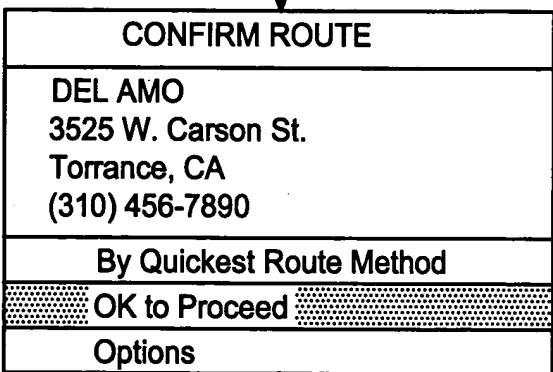 CONFIRM ROUTE
DEL AMO
3525 W. Carson St.
Torrance, CA
(310) 456-7890
By Quickest Route Method
OK to Proceed
Options